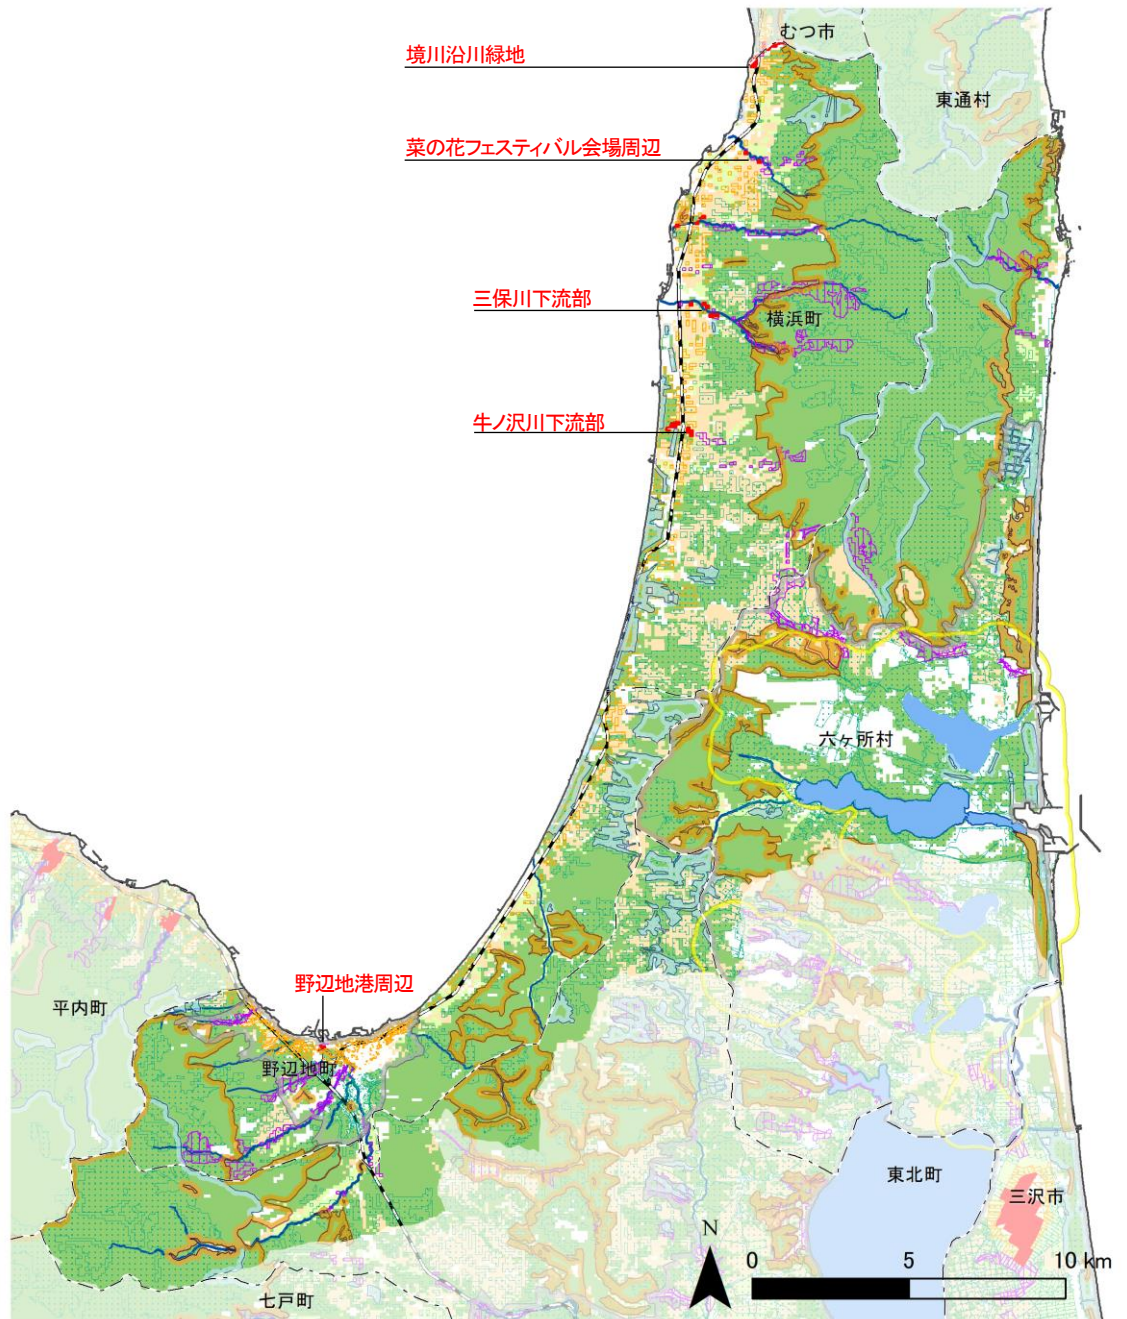 むつ市
境川沿川緑地
東通村
菜の花フェスティバル会場周辺
三保川下流部
横浜町
牛ノ沢川下流部
六ヶ所村
野辺地港周辺
平内町
野辺地町
東北町
三沢市
N
0 5 10 km
七戸町